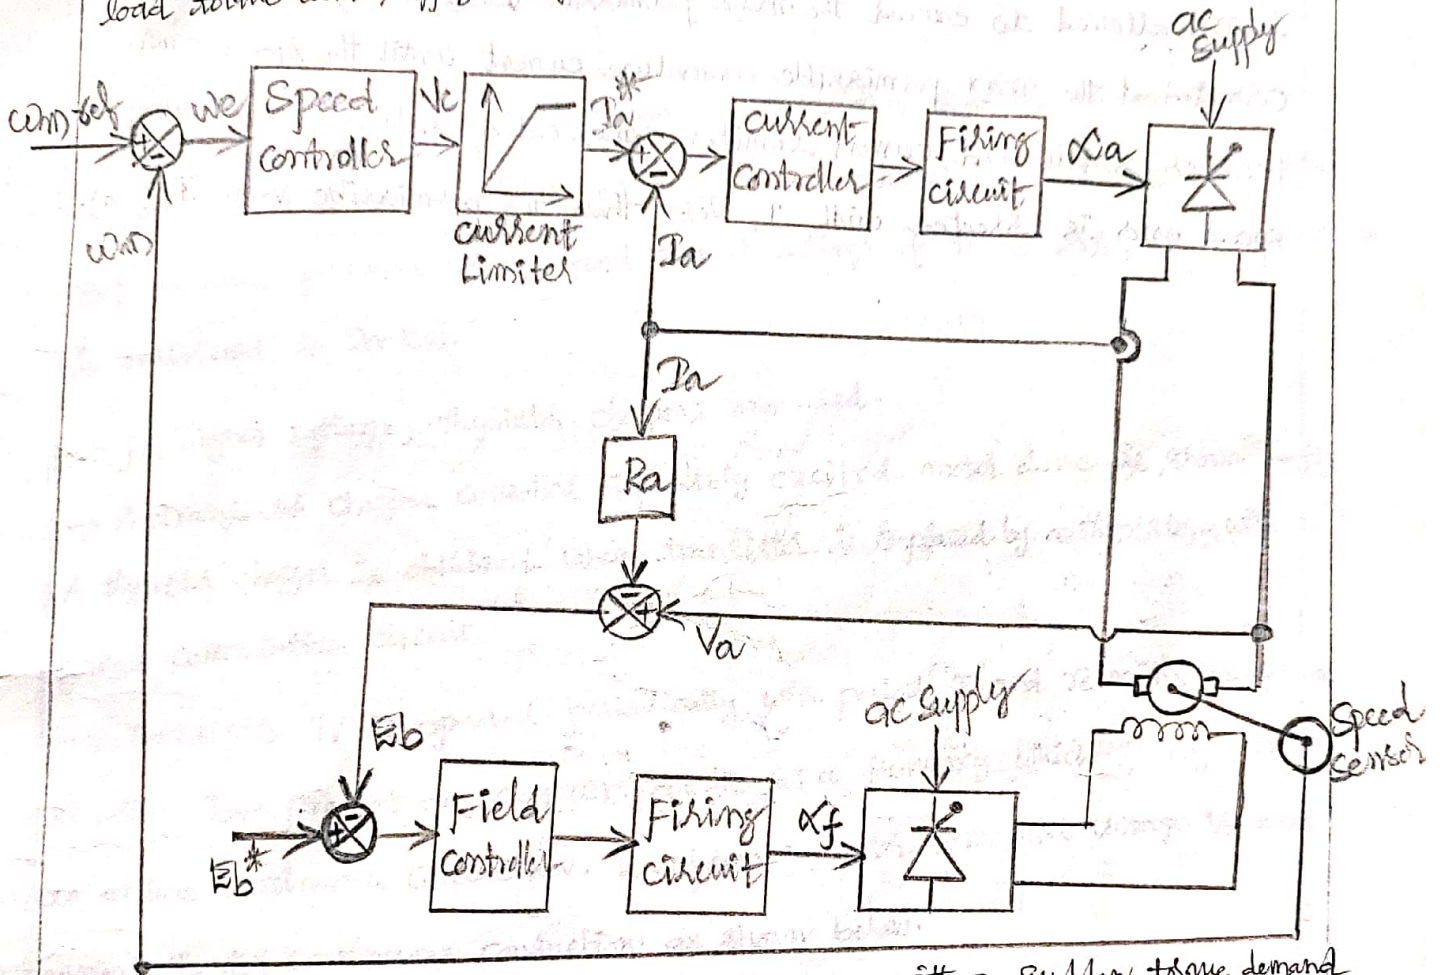 load
ac
supply
ωm ref
ωe
Speed
controller
Vc
Ia*
current
controller
Firing
circuit
αa
ωm
current
Limiter
Ia
Ia
Ra
Va
Eb
ac supply
Speed
sensor
Field
controller
Firing
circuit
αf
Eb*
torque demand